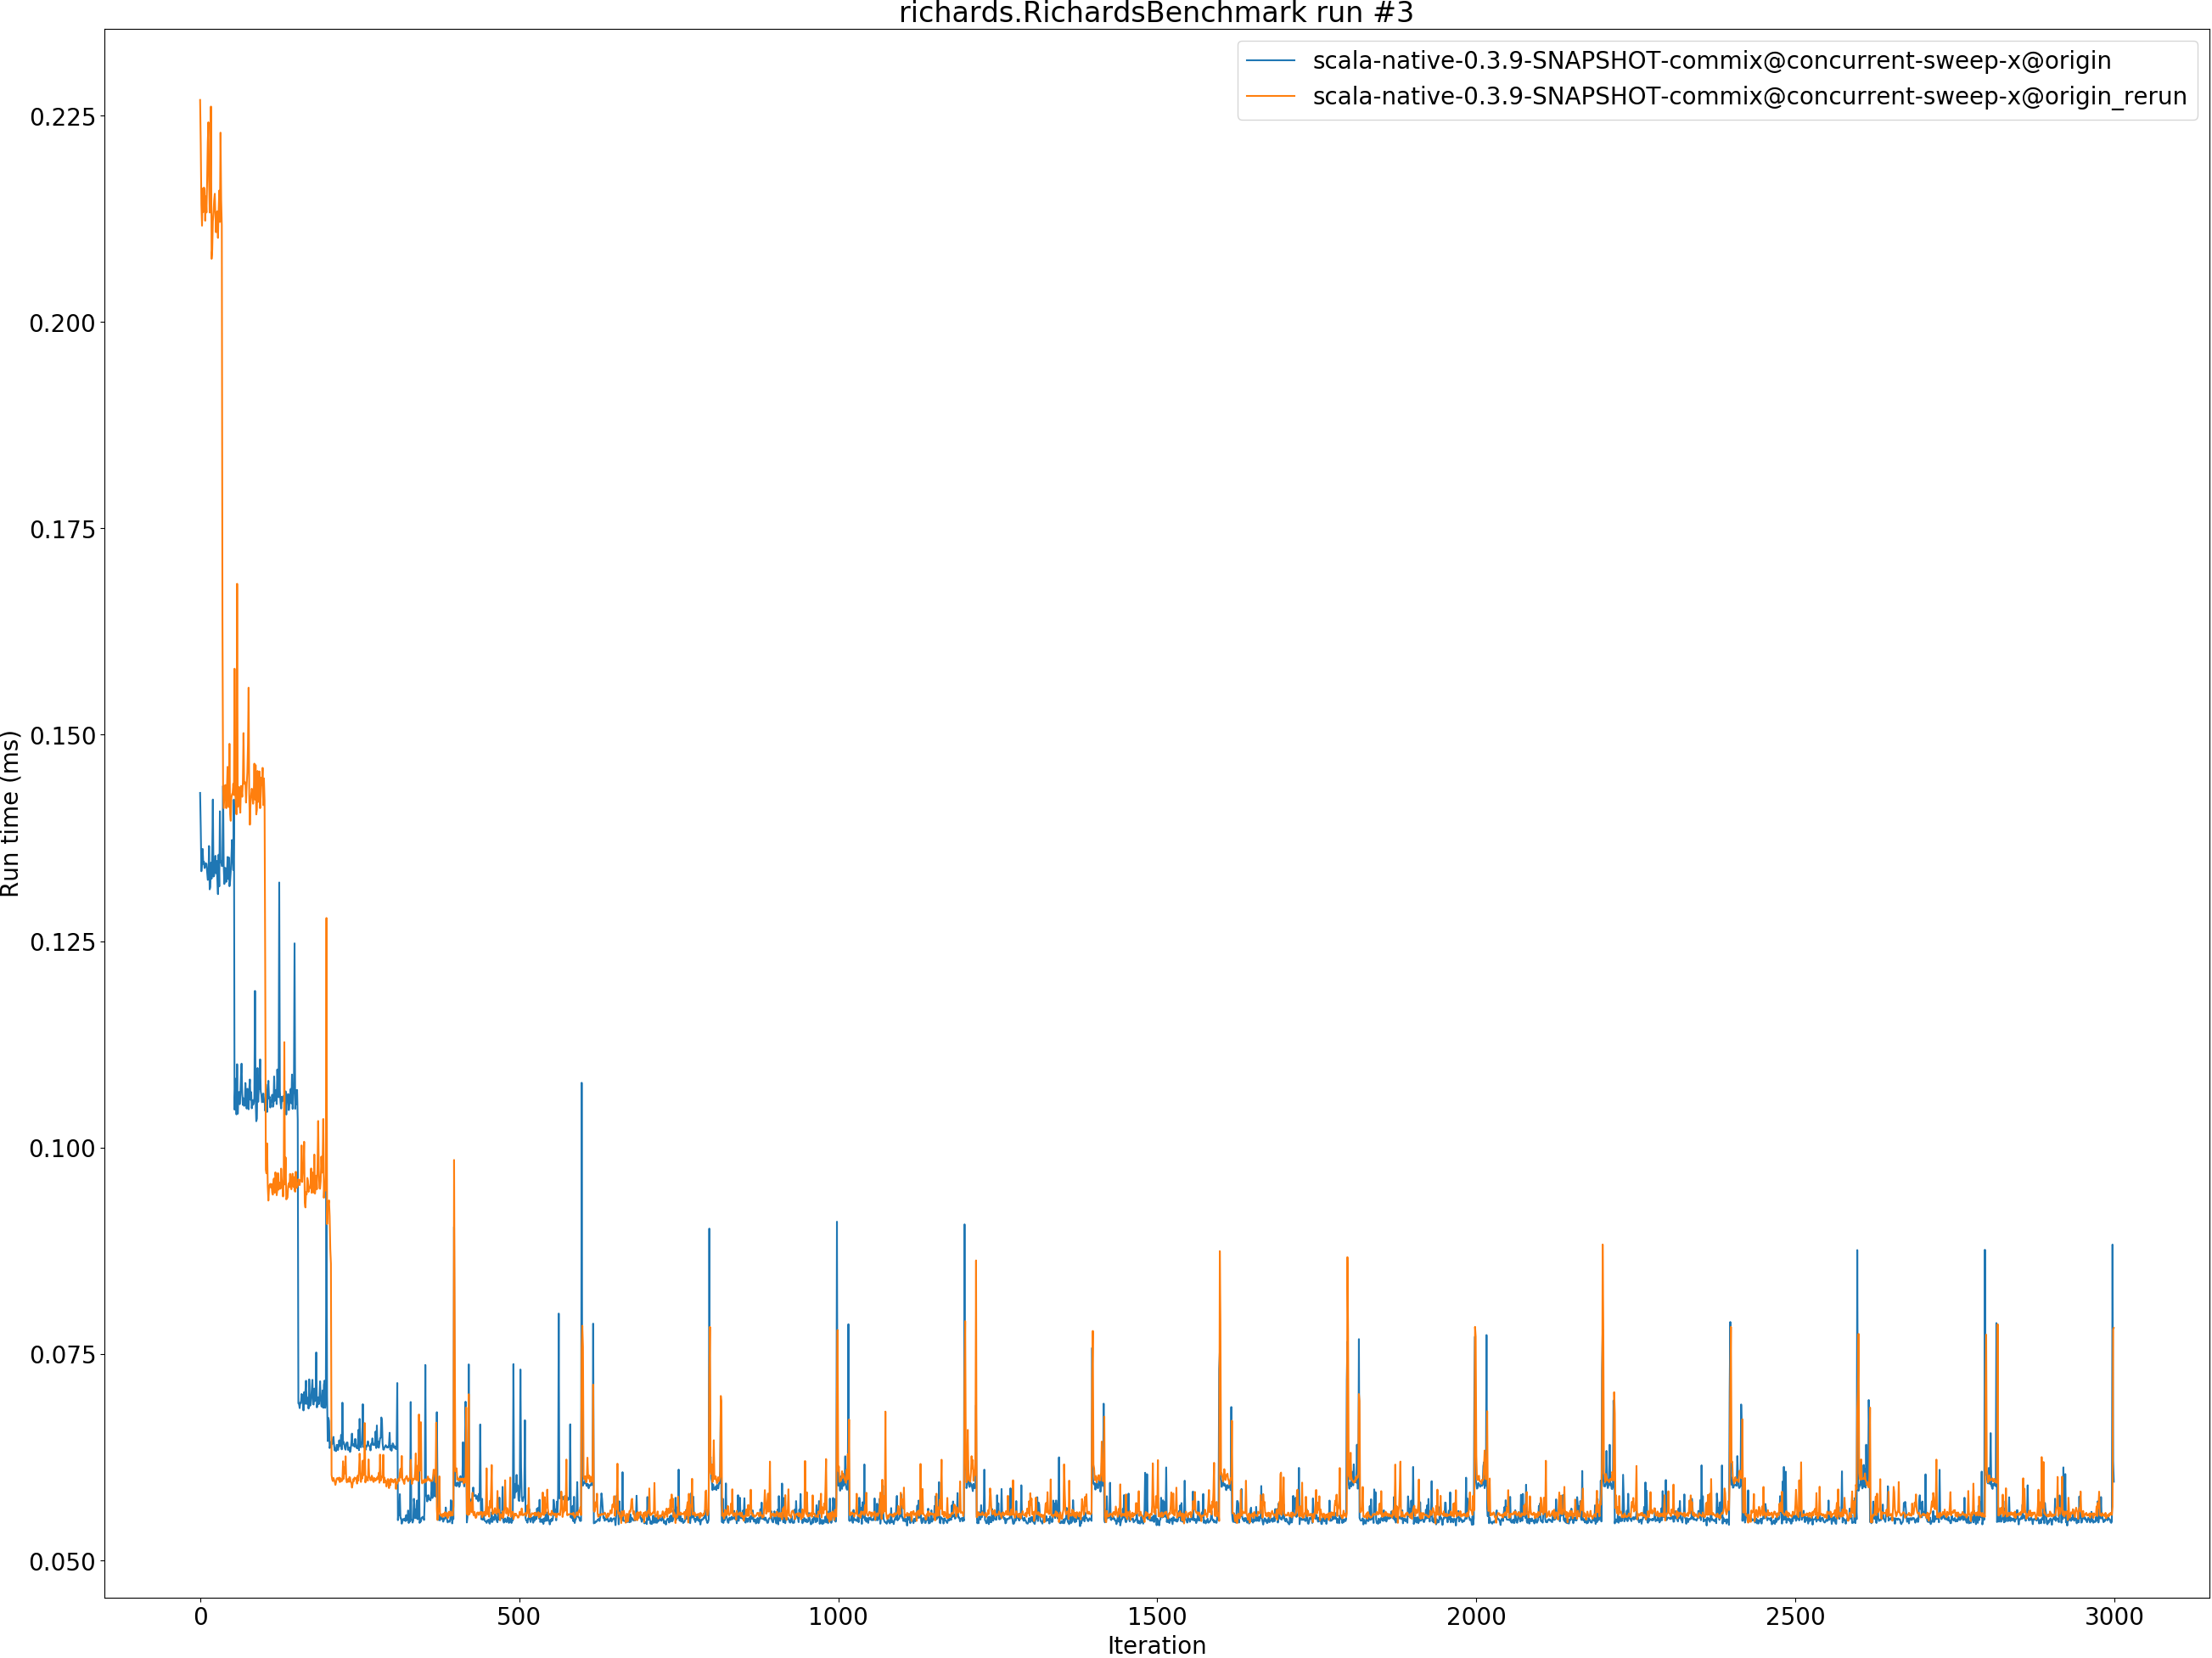 richards.RichardsBenchmark run #3
scala-native-0.3.9-SNAPSHOT-commix@concurrent-sweep-x@origin
scala-native-0.3.9-SNAPSHOT-commix@concurrent-sweep-x@origin_rerun
Run time (ms)
0.225
0.200
0.175
0.150
0.125
0.100
0.075
0.050
0 500 1000 1500 2000 2500 3000
Iteration